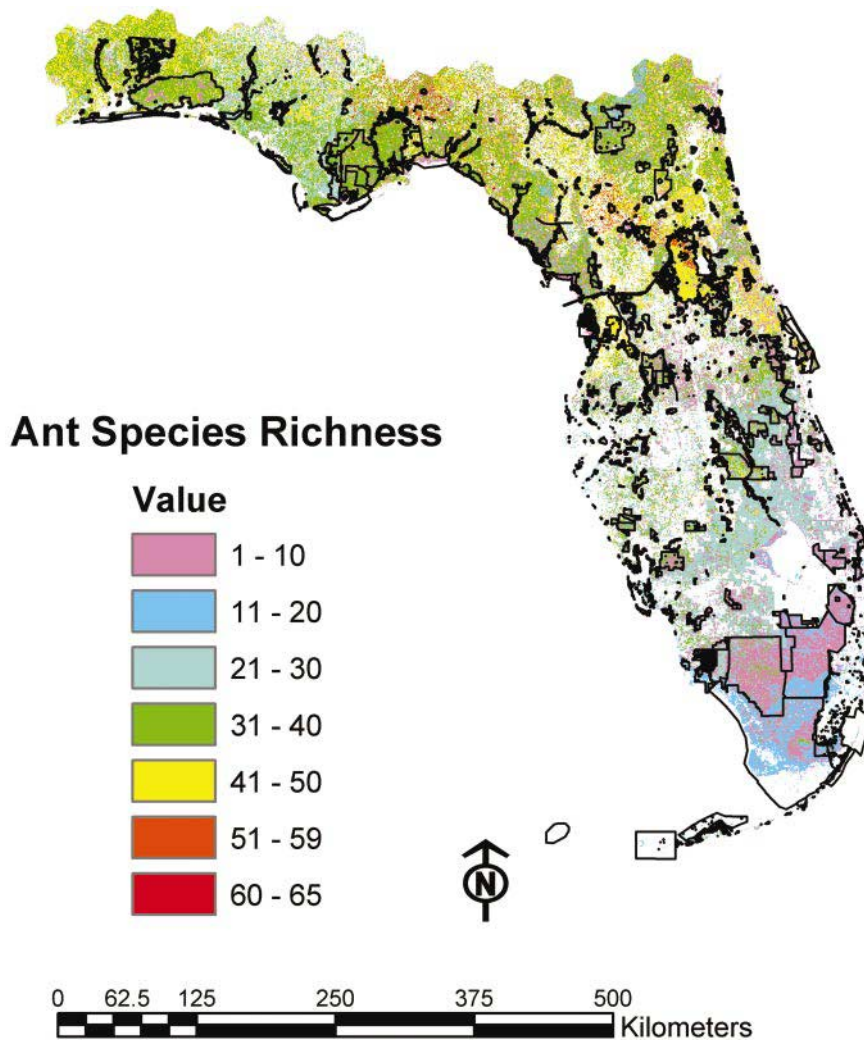 Ant Species Richness
Value
1 - 10
11 - 20
21 - 30
31 - 40
41 - 50
51 - 59
60 - 65
N
0 62.5 125 250 375 500
Kilometers